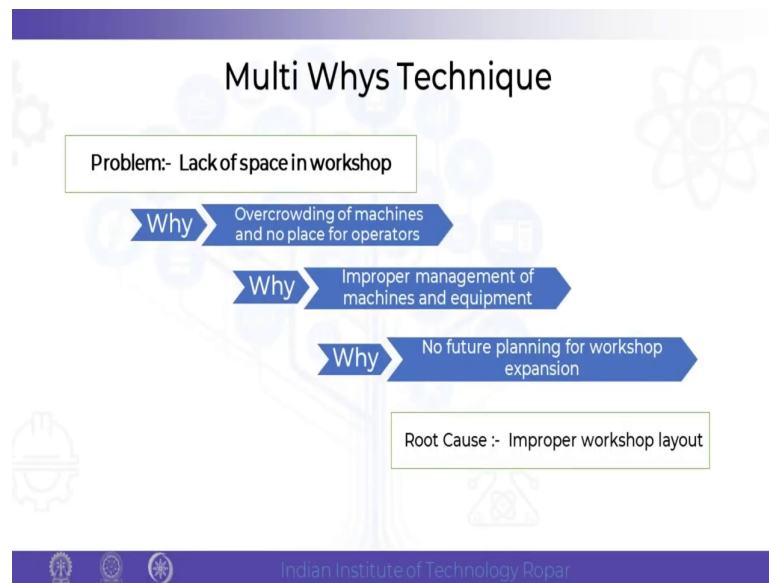 Multi Whys Technique
Problem:- Lack of space in workshop
Why
Overcrowding of machines
and no place for operators
Why
Improper management of
machines and equipment
Why
No future planning for workshop
expansion
Root Cause :- Improper workshop layout
Indian Institute of Technology Ropar